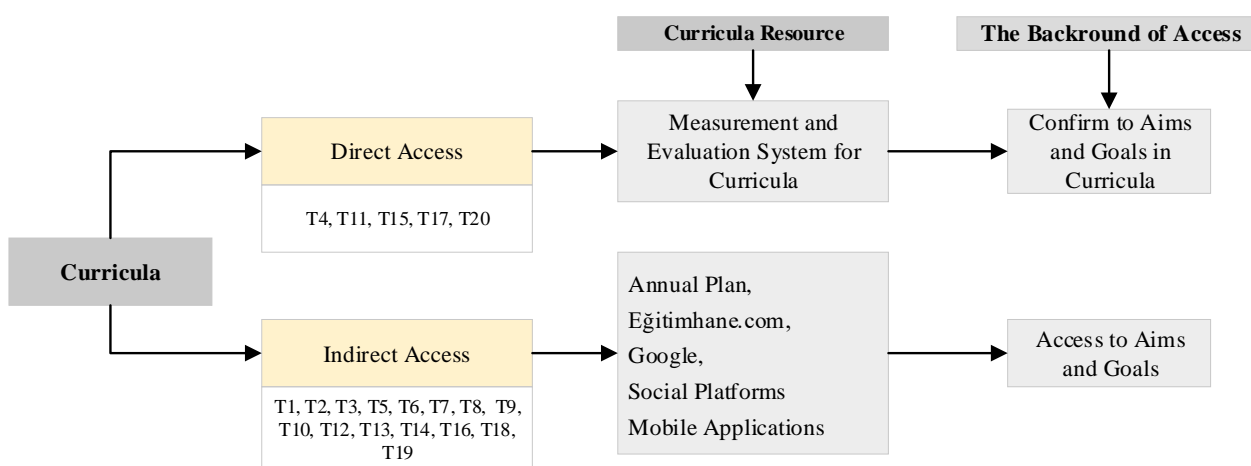 Curricula Resource
The Backround of Access
Direct Access
Measurement and
Evaluation System for
Curricula
Confirm to Aims
and Goals in
Curricula
T4, T11, T15, T17, T20
Curricula
Annual Plan,
Eğitimhane.com,
Google,
Social Platforms
Mobile Applications
Indirect Access
Access to Aims
and Goals
T1, T2, T3, T5, T6, T7, T8, T9,
T10, T12, T13, T14, T16, T18,
T19